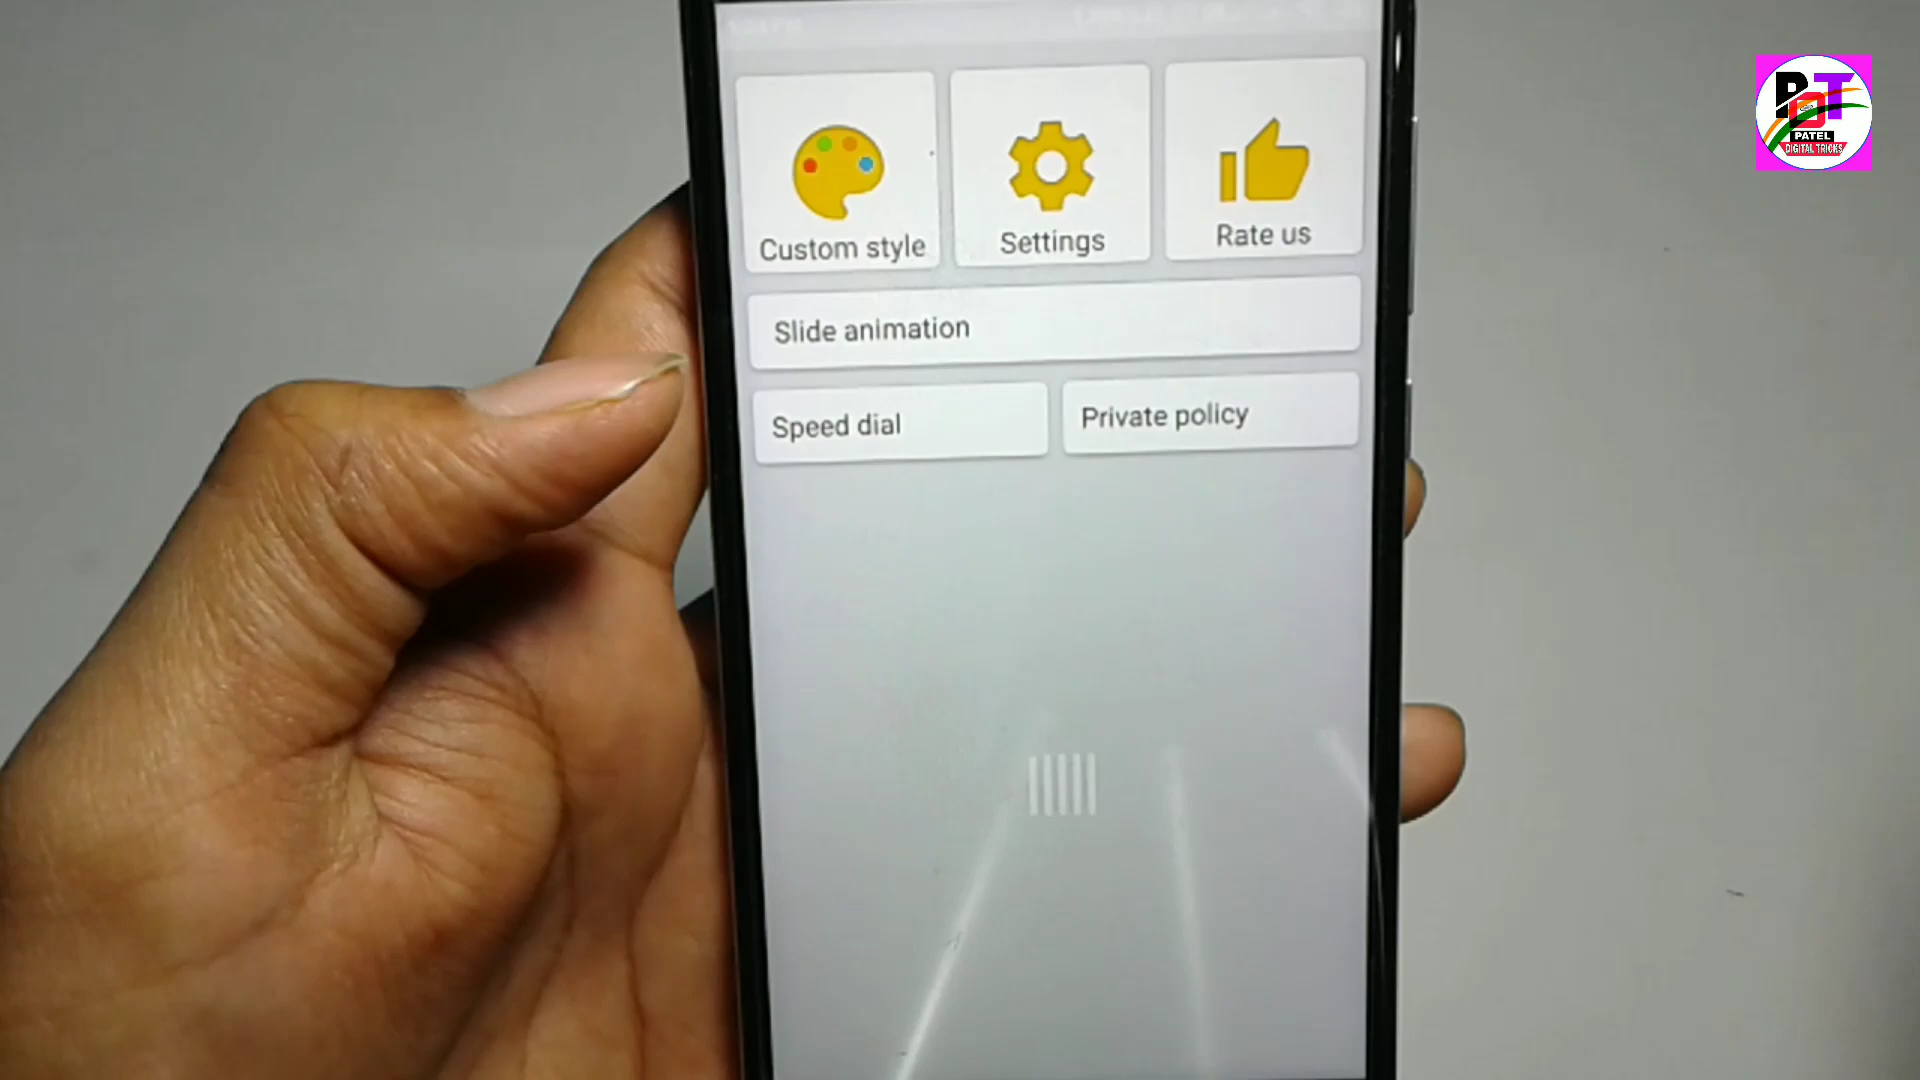 Custom style
Settings
Rate us
Slide animation
Speed dial
Private policy
PDT
PATEL
DIGITAL TRICKS